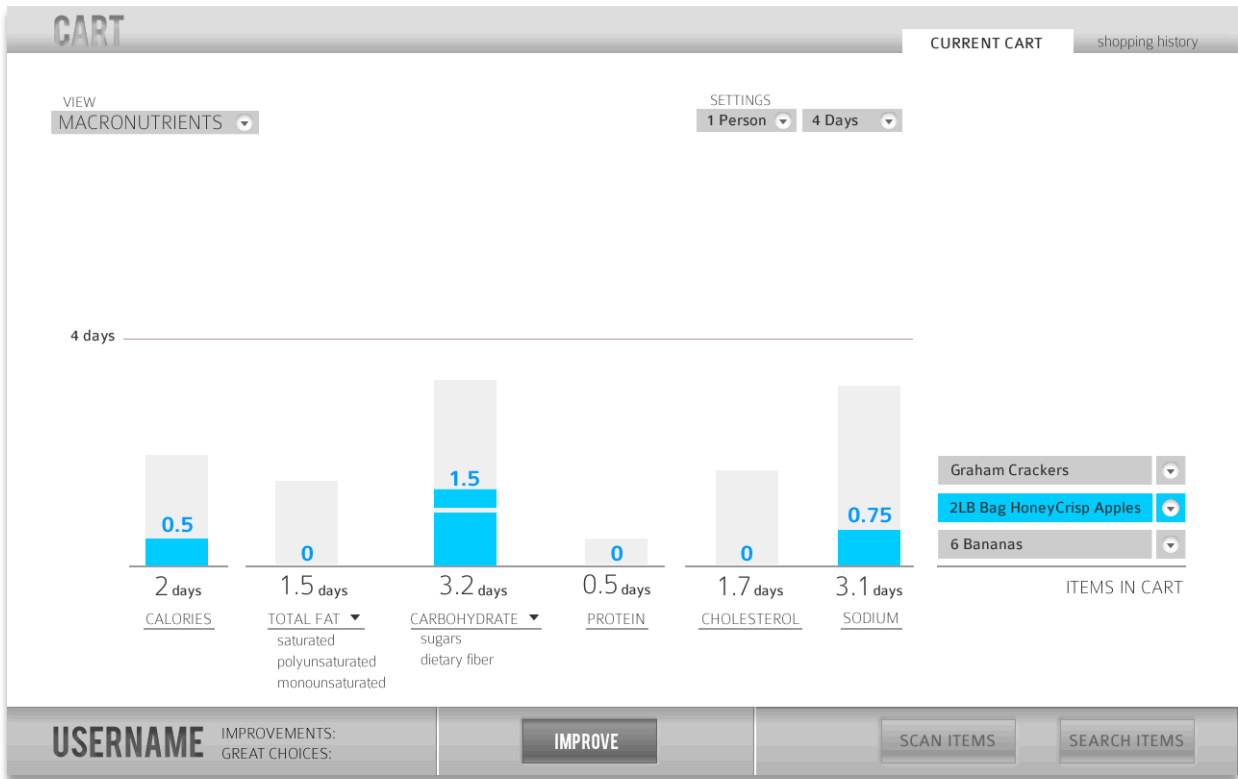 CART
CURRENT CART
shopping history
VIEW
MACRONUTRIENTS
SETTINGS
1 Person
4 Days
4 days
0.5
0
1.5
0
0
0.75
2 days
1.5 days
3.2 days
0.5 days
1.7 days
3.1 days
CALORIES
TOTAL FAT
saturated
polyunsaturated
monounsaturated
CARBOHYDRATE
sugars
dietary fiber
PROTEIN
CHOLESTEROL
SODIUM
Graham Crackers
2LB Bag HoneyCrisp Apples
6 Bananas
ITEMS IN CART
USERNAME
IMPROVEMENTS:
GREAT CHOICES:
IMPROVE
SCAN ITEMS
SEARCH ITEMS